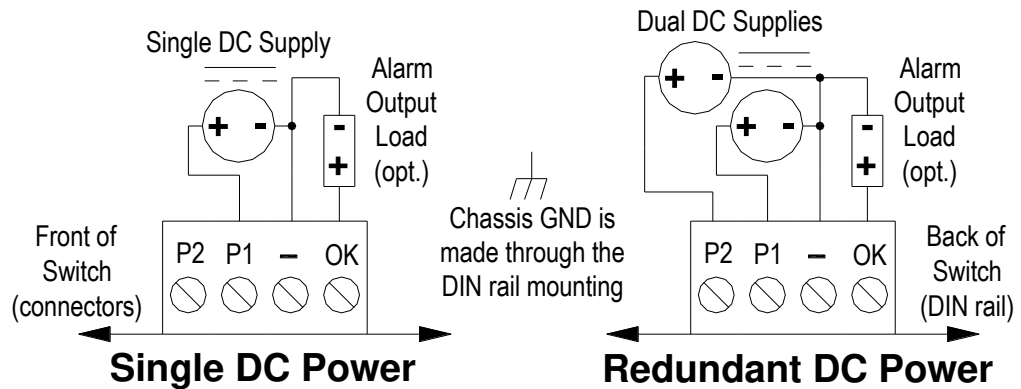 Single DC Supply
+ -
Alarm
Output
Load
(opt.)
-
+
Front of
Switch
(connectors)
P2 P1 – OK
Single DC Power
Chassis GND is
made through the
DIN rail mounting
Dual DC Supplies
+ -
+ -
Alarm
Output
Load
(opt.)
-
+
P2 P1 – OK
Back of
Switch
(DIN rail)
Redundant DC Power